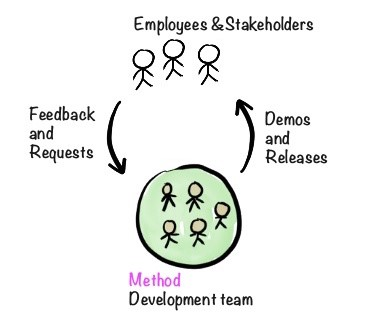 Employees & Stakeholders
Feedback
and
Requests
Demos
and
Releases
Method
Development team